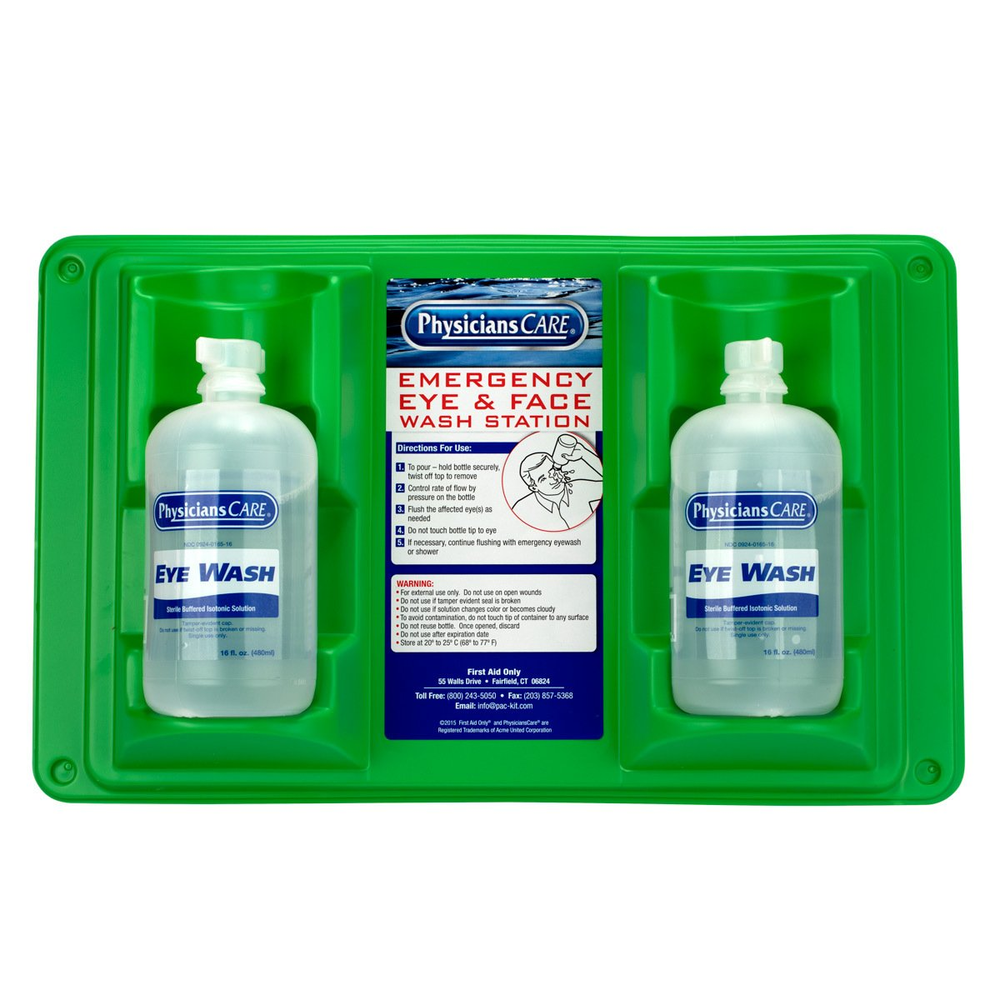 PhysiciansCARE®
NDC 0924-0165-16
EYE WASH
Sterile Buffered Isotonic Solution
Tamper-evident cap.
Do not use if twist-off top is broken or missing.
Single use only.
16 fl. oz. (480ml)
PhysiciansCARE®
EMERGENCY
EYE & FACE
WASH STATION
Directions For Use:
1. To pour – hold bottle securely,
twist off top to remove
2. Control rate of flow by
pressure on the bottle
3. Flush the affected eye(s) as
needed
4. Do not touch bottle tip to eye
5. If necessary, continue flushing with emergency eyewash
or shower
WARNING:
• For external use only. Do not use on open wounds
• Do not use if tamper evident seal is broken
• Do not use if solution changes color or becomes cloudy
• To avoid contamination, do not touch tip of container to any surface
• Do not reuse bottle. Once opened, discard
• Do not use after expiration date
• Store at 20º to 25º C (68º to 77º F)
First Aid Only
55 Walls Drive • Fairfield, CT 06824
Toll Free: (800) 243-5050 • Fax: (203) 857-5368
Email: info@pac-kit.com
©2015 First Aid Only® and PhysiciansCare® are
Registered Trademarks of Acme United Corporation
PhysiciansCARE®
NDC 0924-0165-16
EYE WASH
Sterile Buffered Isotonic Solution
Tamper-evident cap.
Do not use if twist-off top is broken or missing.
Single use only.
16 fl. oz. (480ml)